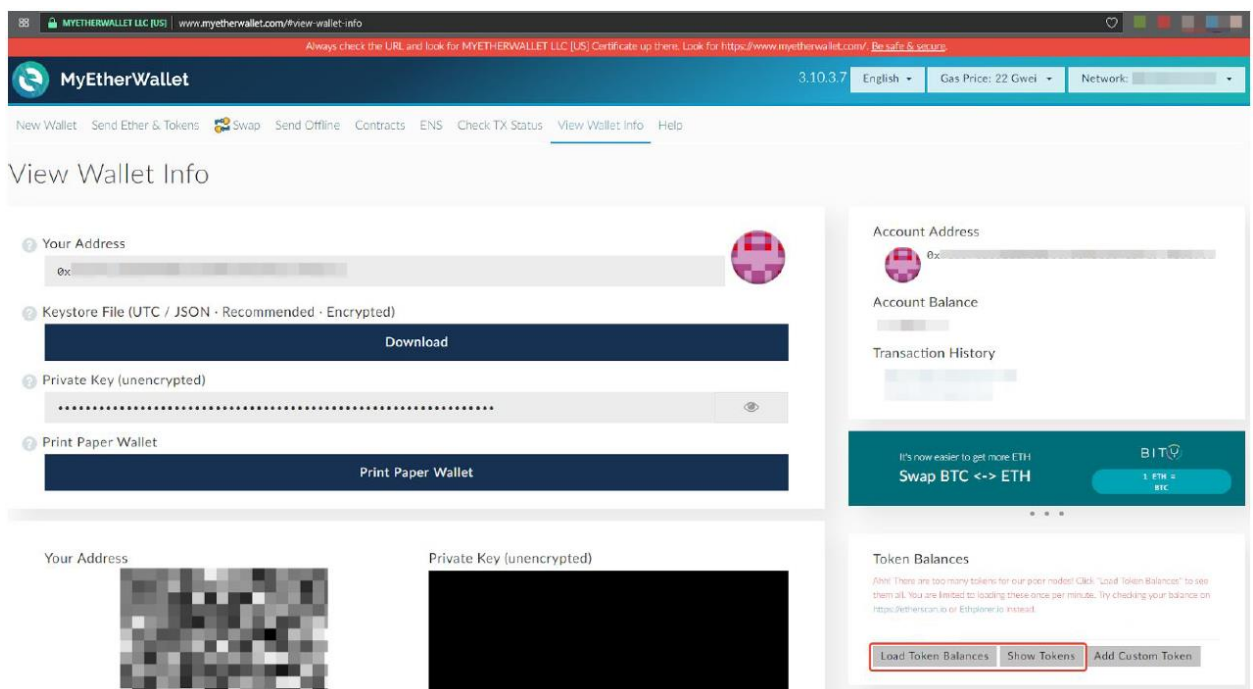 MYETHERWALLET LLC [US] www.myetherwallet.com/#view-wallet-info
Always check the URL and look for MYETHERWALLET LLC [US] Certificate up there. Look for https://www.myetherwallet.com/. Be safe & secure.
MyEtherWallet
3.10.3.7 English Gas Price: 22 Gwei Network:
New Wallet Send Ether & Tokens Swap Send Offline Contracts ENS Check TX Status View Wallet Info Help
View Wallet Info
Your Address
0x
Keystore File (UTC / JSON · Recommended · Encrypted)
Download
Private Key (unencrypted)
Print Paper Wallet
Print Paper Wallet
Your Address
Private Key (unencrypted)
Account Address
0x
Account Balance
Transaction History
It's now easier to get more ETH
Swap BTC <-> ETH
BITY
1 ETH =
BTC
Token Balances
Ahh! There are too many tokens for our poor nodes! Click "Load Token Balances" to see
them all. You are limited to loading these once per minute. Try checking your balance on
https://etherscan.io or Ethplorer.io instead.
Load Token Balances Show Tokens Add Custom Token